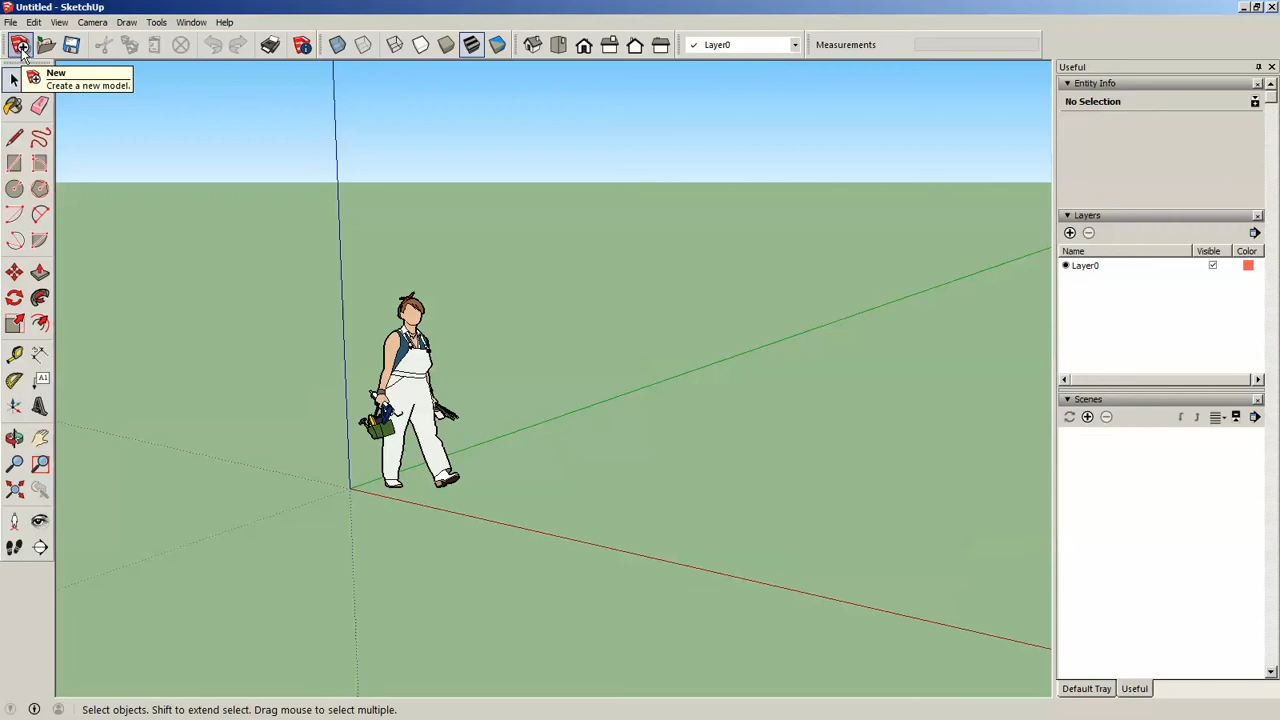 Untitled - SketchUp
File Edit View Camera Draw Tools Window Help
Layer0
Measurements
New
Create a new model.
A1
Useful
Entity Info
No Selection
Layers
Name Visible Color
Layer0
Scenes
Default Tray Useful
Select objects. Shift to extend select. Drag mouse to select multiple.